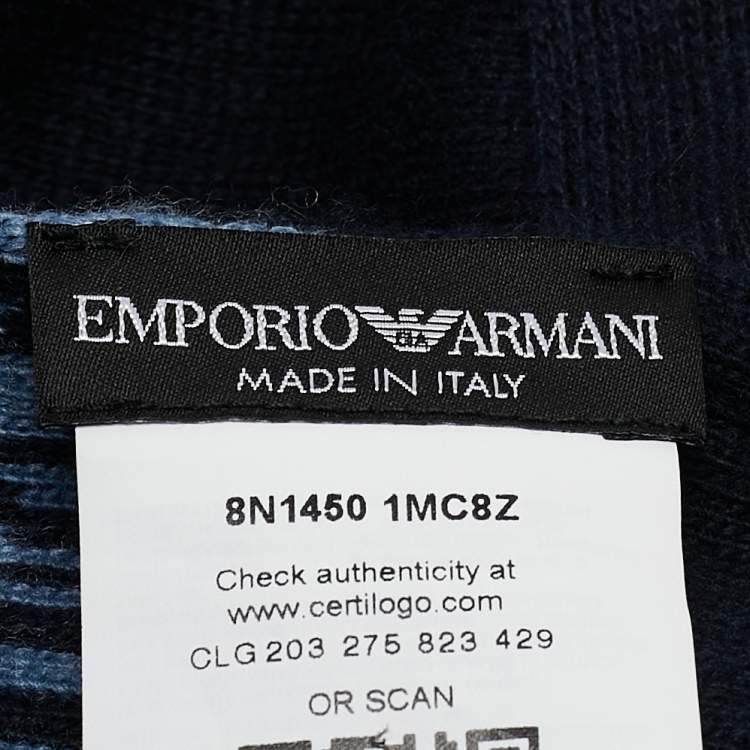 EMPORIO GA ARMANI
MADE IN ITALY
8N1450 1MC8Z
Check authenticity at
www.certilogo.com
CLG 203 275 823 429
OR SCAN